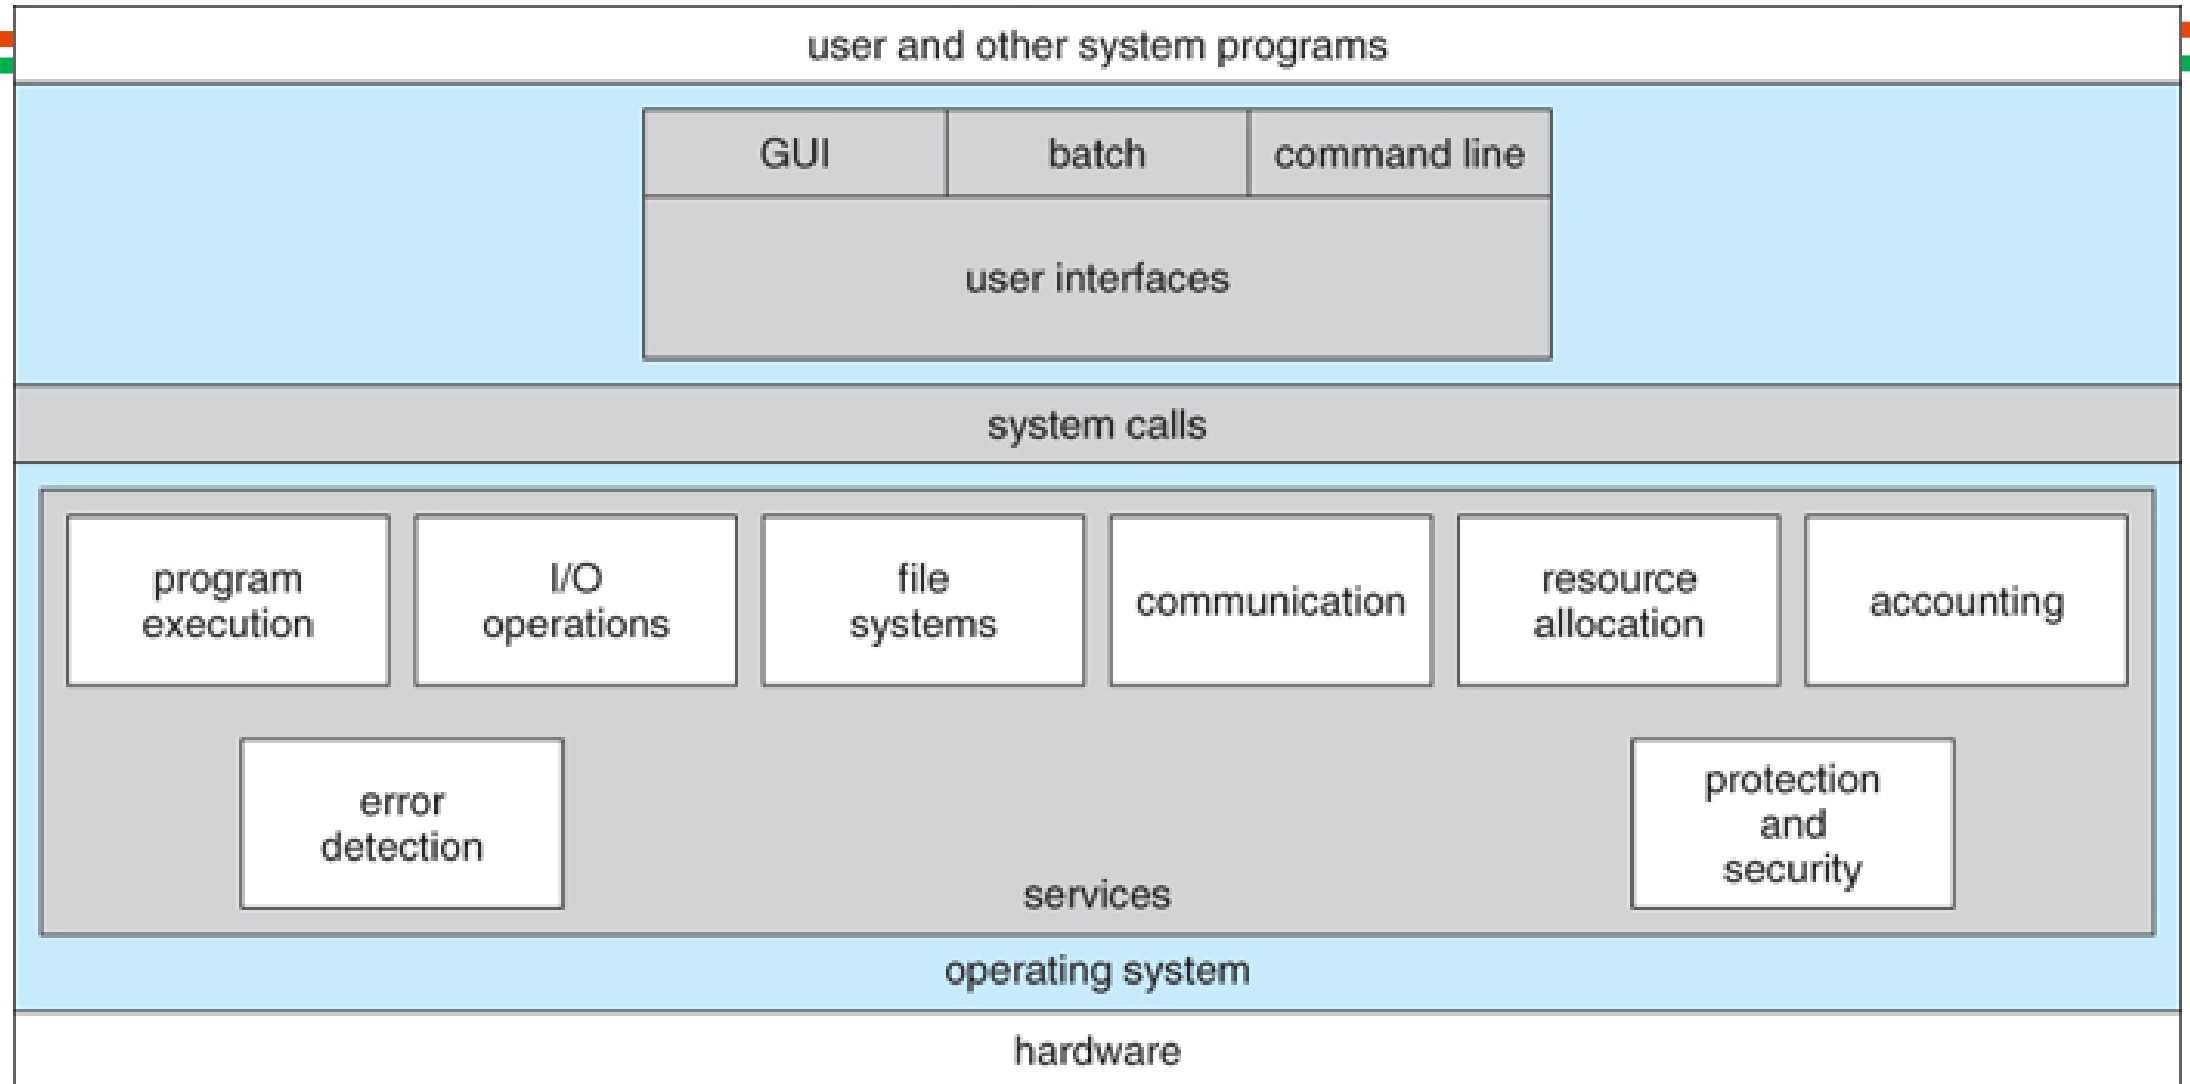 user and other system programs
GUI
batch
command line
user interfaces
system calls
program
execution
I/O
operations
file
systems
communication
resource
allocation
accounting
error
detection
protection
and
security
services
operating system
hardware